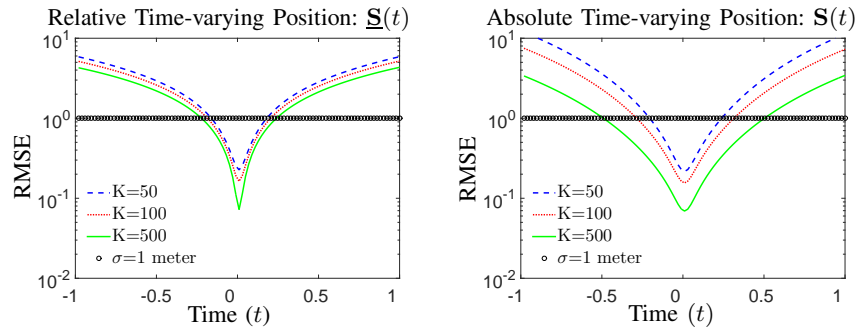 Relative Time-varying Position: S(t)
10^1
10^0
10^-1
10^-2
RMSE
K=50
K=100
K=500
σ=1 meter
-1 -0.5 0 0.5 1
Time (t)
Absolute Time-varying Position: S(t)
10^1
10^0
10^-1
10^-2
RMSE
K=50
K=100
K=500
σ=1 meter
-1 -0.5 0 0.5 1
Time (t)